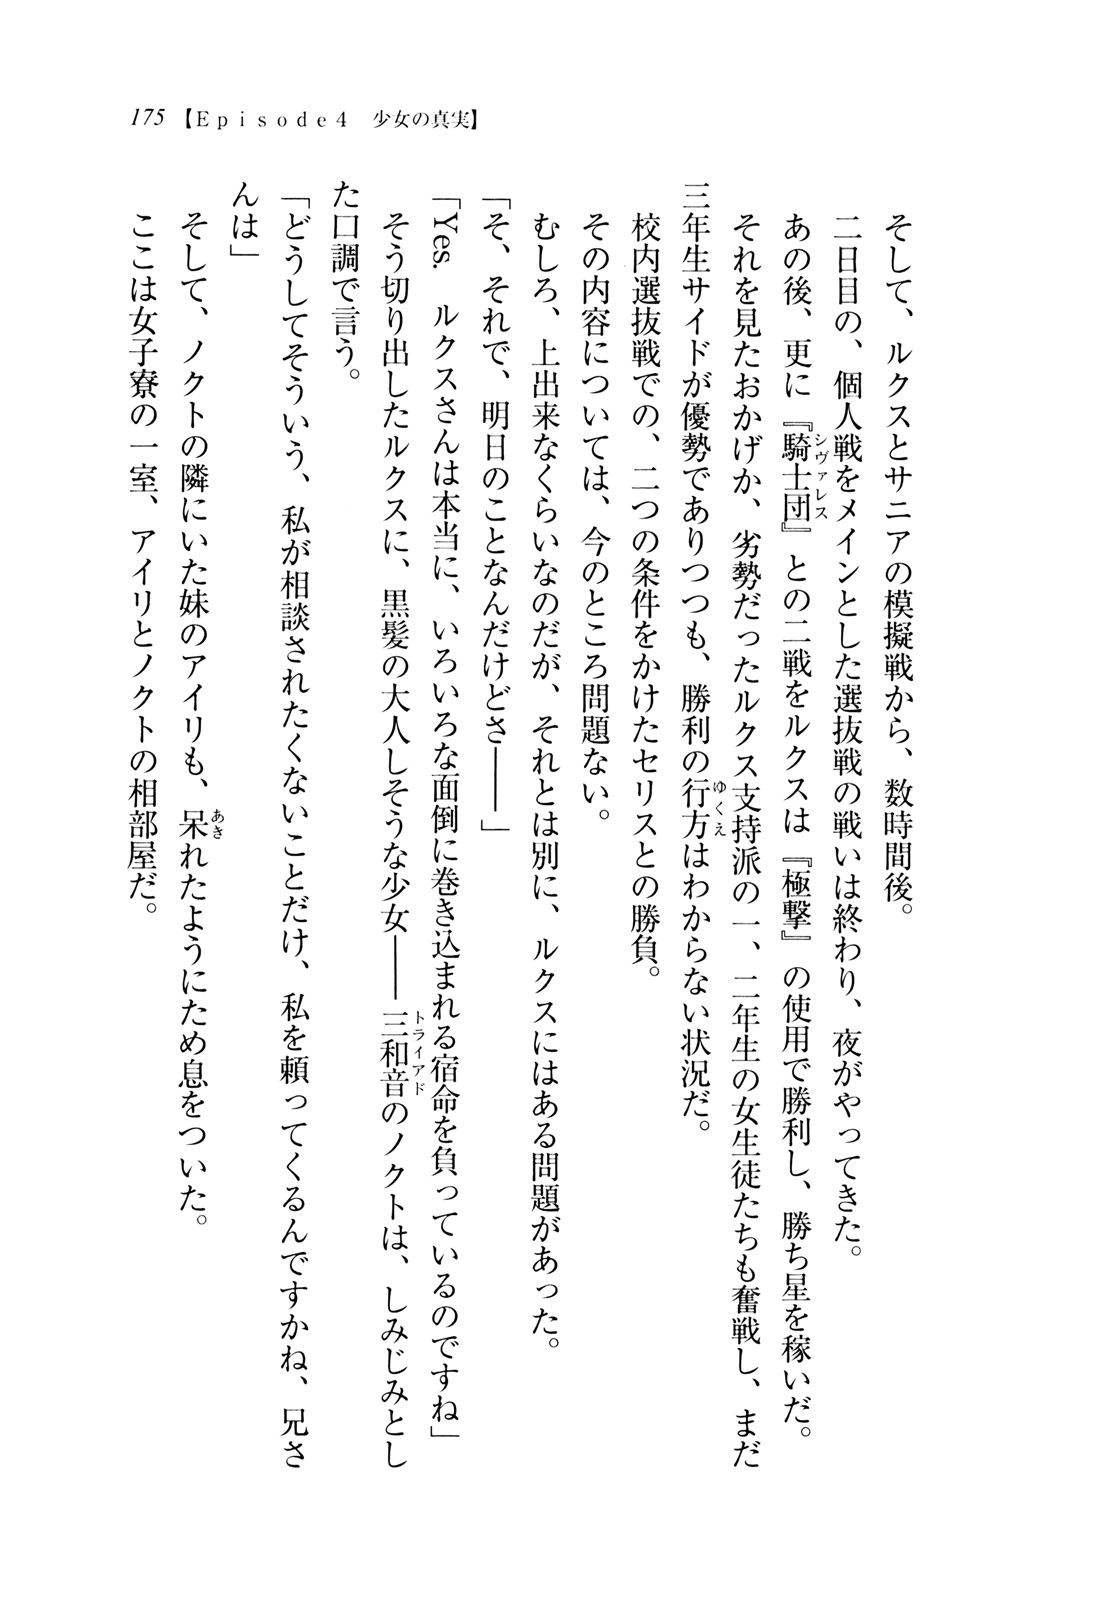 175【Episode4　少女の真実】
そして、ルクスとサニアの模擬戦から、数時間後。
二日目の、個人戦をメインとした選抜戦の戦いは終わり、夜がやってきた。
あの後、更に『騎士団』との二戦をルクスは『極撃』の使用で勝利し、勝ち星を稼いだ。
シヴァレス
それを見たおかげか、劣勢だったルクス支持派の一、二年生の女生徒たちも奮戦し、まだ
三年生サイドが優勢でありつつも、勝利の行方はわからない状況だ。
ゆくえ
校内選抜戦での、二つの条件をかけたセリスとの勝負。
その内容については、今のところ問題ない。
むしろ、上出来なくらいなのだが、それとは別に、ルクスにはある問題があった。
「そ、それで、明日のことなんだけどさ――」
「Yes.　ルクスさんは本当に、いろいろな面倒に巻き込まれる宿命を負っているのですね」
そう切り出したルクスに、黒髪の大人しそうな少女――三和音のノクトは、しみじみとし
トライアド
た口調で言う。
「どうしてそういう、私が相談されたくないことだけ、私を頼ってくるんですかね、兄さ
んは」
そして、ノクトの隣にいた妹のアイリも、呆れたようにため息をついた。
あき
ここは女子寮の一室、アイリとノクトの相部屋だ。